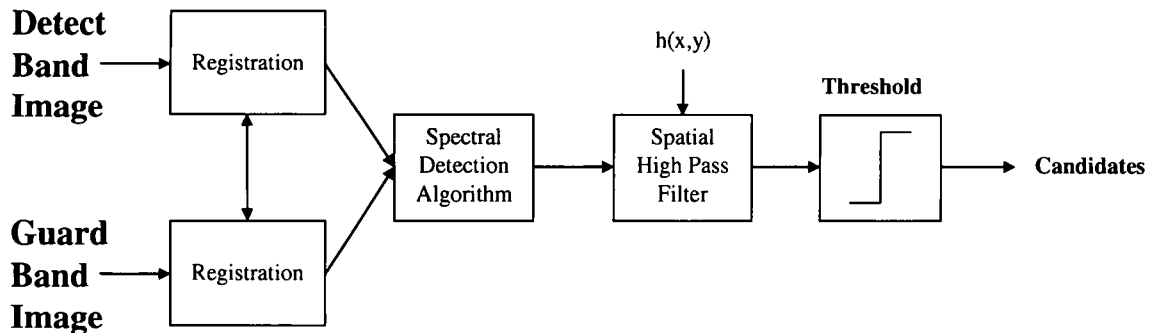 Detect
Band
Image
Registration
h(x,y)
Threshold
Spectral
Detection
Algorithm
Spatial
High Pass
Filter
Candidates
Guard
Band
Image
Registration